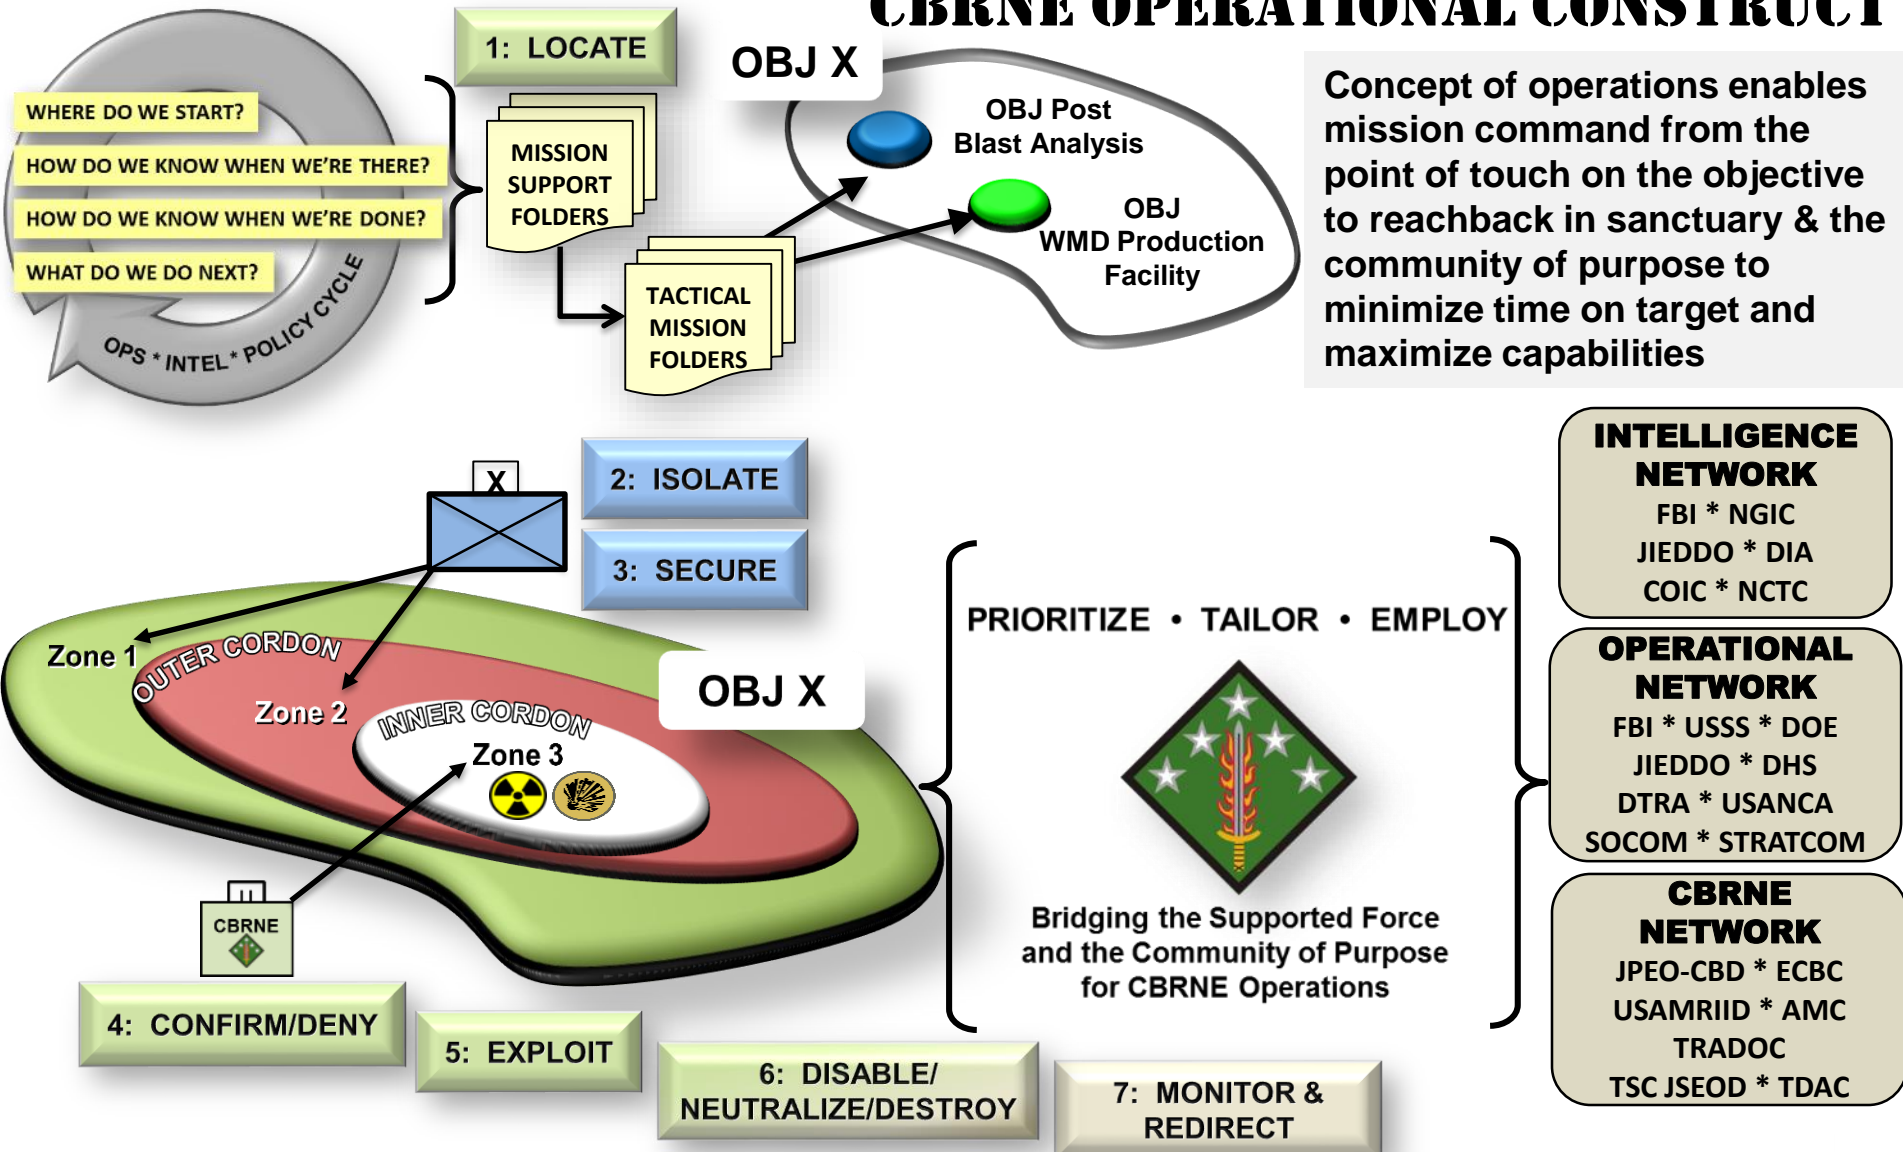 CBRNE OPERATIONAL CONSTRUCT
1: LOCATE
OBJ X
WHERE DO WE START?
HOW DO WE KNOW WHEN WE'RE THERE?
HOW DO WE KNOW WHEN WE'RE DONE?
WHAT DO WE DO NEXT?
OPS * INTEL * POLICY CYCLE
MISSION
SUPPORT
FOLDERS
TACTICAL
MISSION
FOLDERS
OBJ Post
Blast Analysis
OBJ
WMD Production
Facility
Concept of operations enables
mission command from the
point of touch on the objective
to reachback in sanctuary & the
community of purpose to
minimize time on target and
maximize capabilities
X
2: ISOLATE
3: SECURE
Zone 1
OUTER CORDON
Zone 2
INNER CORDON
Zone 3
OBJ X
II
CBRNE
4: CONFIRM/DENY
5: EXPLOIT
6: DISABLE/
NEUTRALIZE/DESTROY
7: MONITOR &
REDIRECT
PRIORITIZE • TAILOR • EMPLOY
Bridging the Supported Force
and the Community of Purpose
for CBRNE Operations
INTELLIGENCE
NETWORK
FBI * NGIC
JIEDDO * DIA
COIC * NCTC
OPERATIONAL
NETWORK
FBI * USSS * DOE
JIEDDO * DHS
DTRA * USANCA
SOCOM * STRATCOM
CBRNE
NETWORK
JPEO-CBD * ECBC
USAMRIID * AMC
TRADOC
TSC JSEOD * TDAC